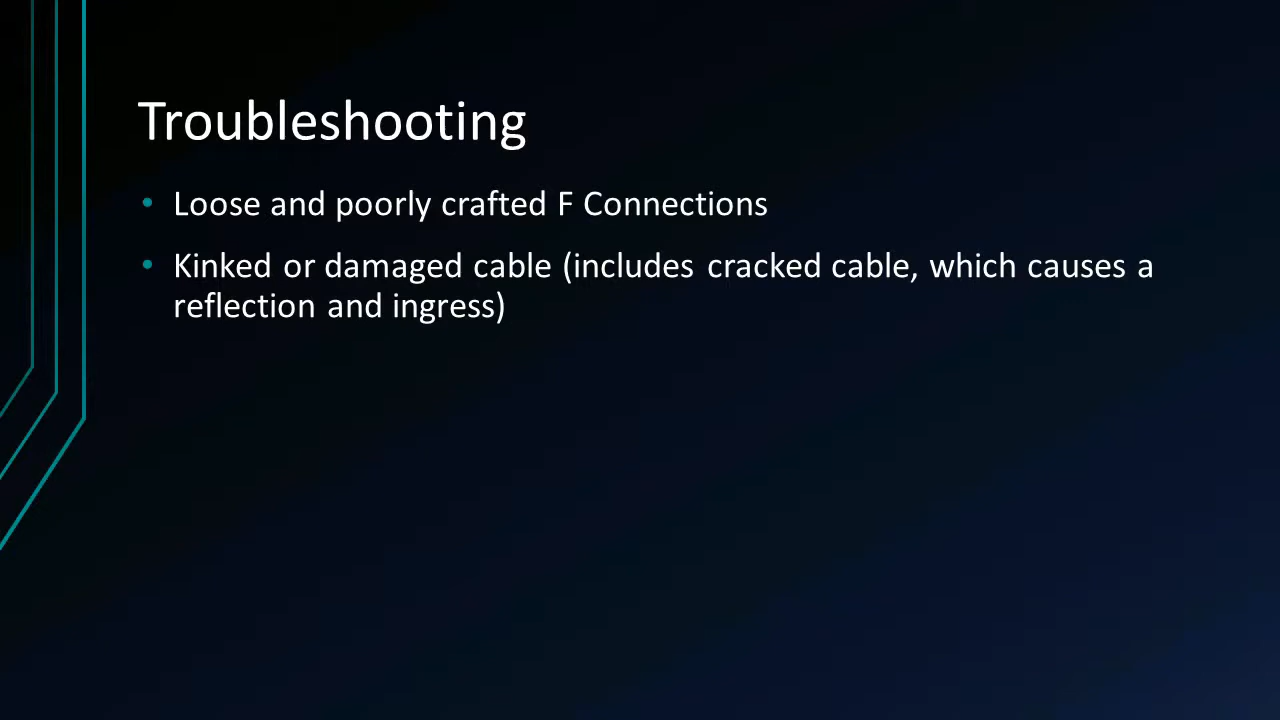 Troubleshooting
• Loose and poorly crafted F Connections
• Kinked or damaged cable (includes cracked cable, which causes a
reflection and ingress)